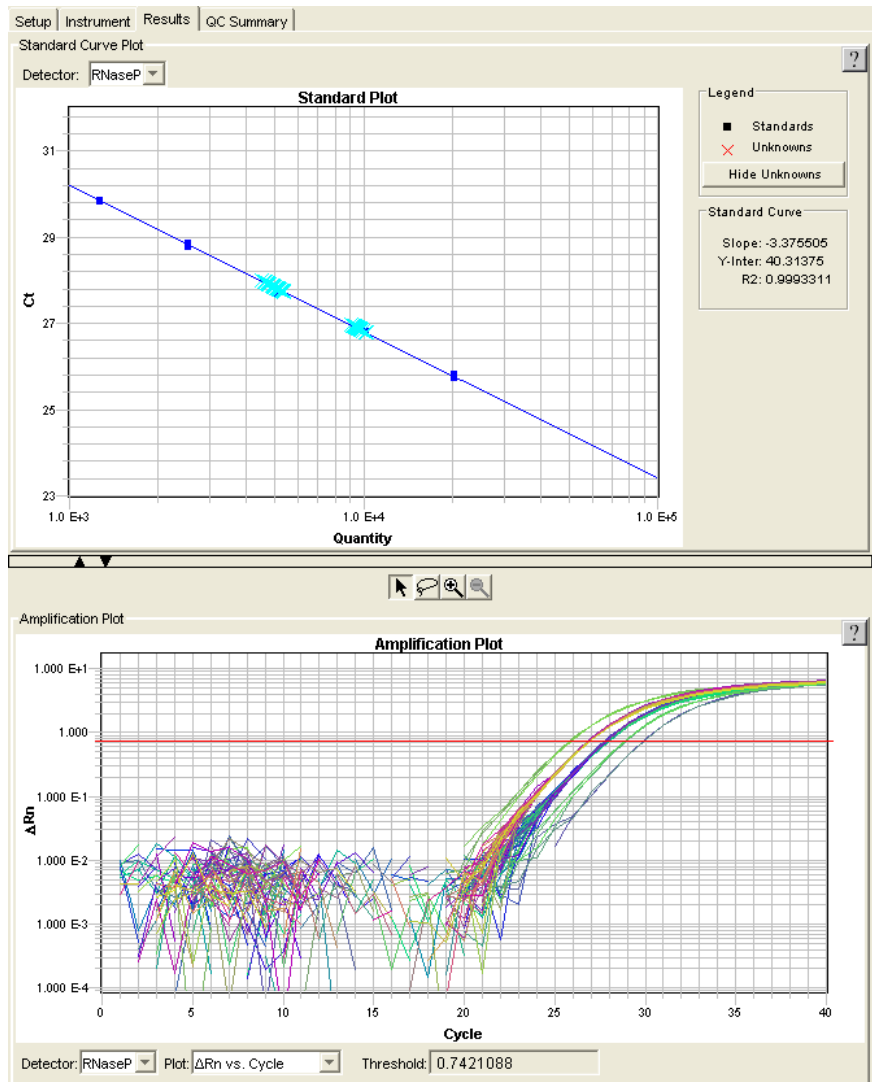 Setup Instrument Results QC Summary
Standard Curve Plot
?
Detector: RNaseP
Standard Plot
Legend
Standards
Unknowns
Hide Unknowns
Standard Curve
Slope: -3.375505
Y-Inter: 40.31375
R2: 0.9993311
31
29
Ct
27
25
23
1.0 E+3 1.0 E+4 1.0 E+5
Quantity
Amplification Plot
?
Amplification Plot
1.000 E+1
1.000
1.000 E-1
ΔRn
1.000 E-2
1.000 E-3
1.000 E-4
0 5 10 15 20 25 30 35 40
Cycle
Detector: RNaseP Plot: ΔRn vs. Cycle Threshold: 0.7421088